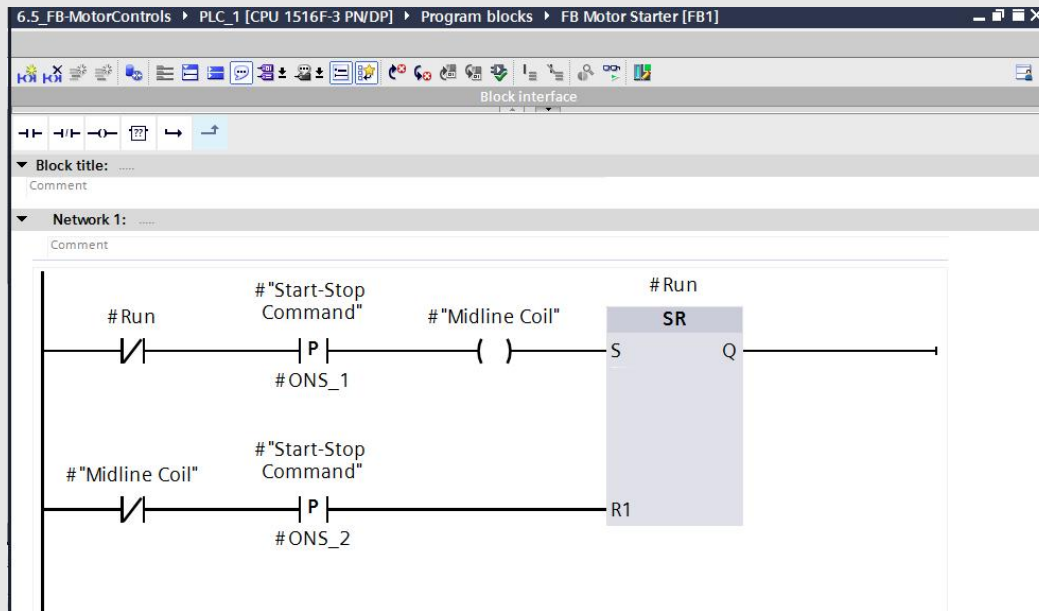 6.5_FB-MotorControls ▸ PLC_1 [CPU 1516F-3 PN/DP] ▸ Program blocks ▸ FB Motor Starter [FB1]
Block interface
??
Block title: .....
Comment
Network 1: .....
Comment
#Run
#"Start-Stop
Command"
P
#ONS_1
#"Midline Coil"
#Run
SR
S
Q
#"Midline Coil"
#"Start-Stop
Command"
P
#ONS_2
R1